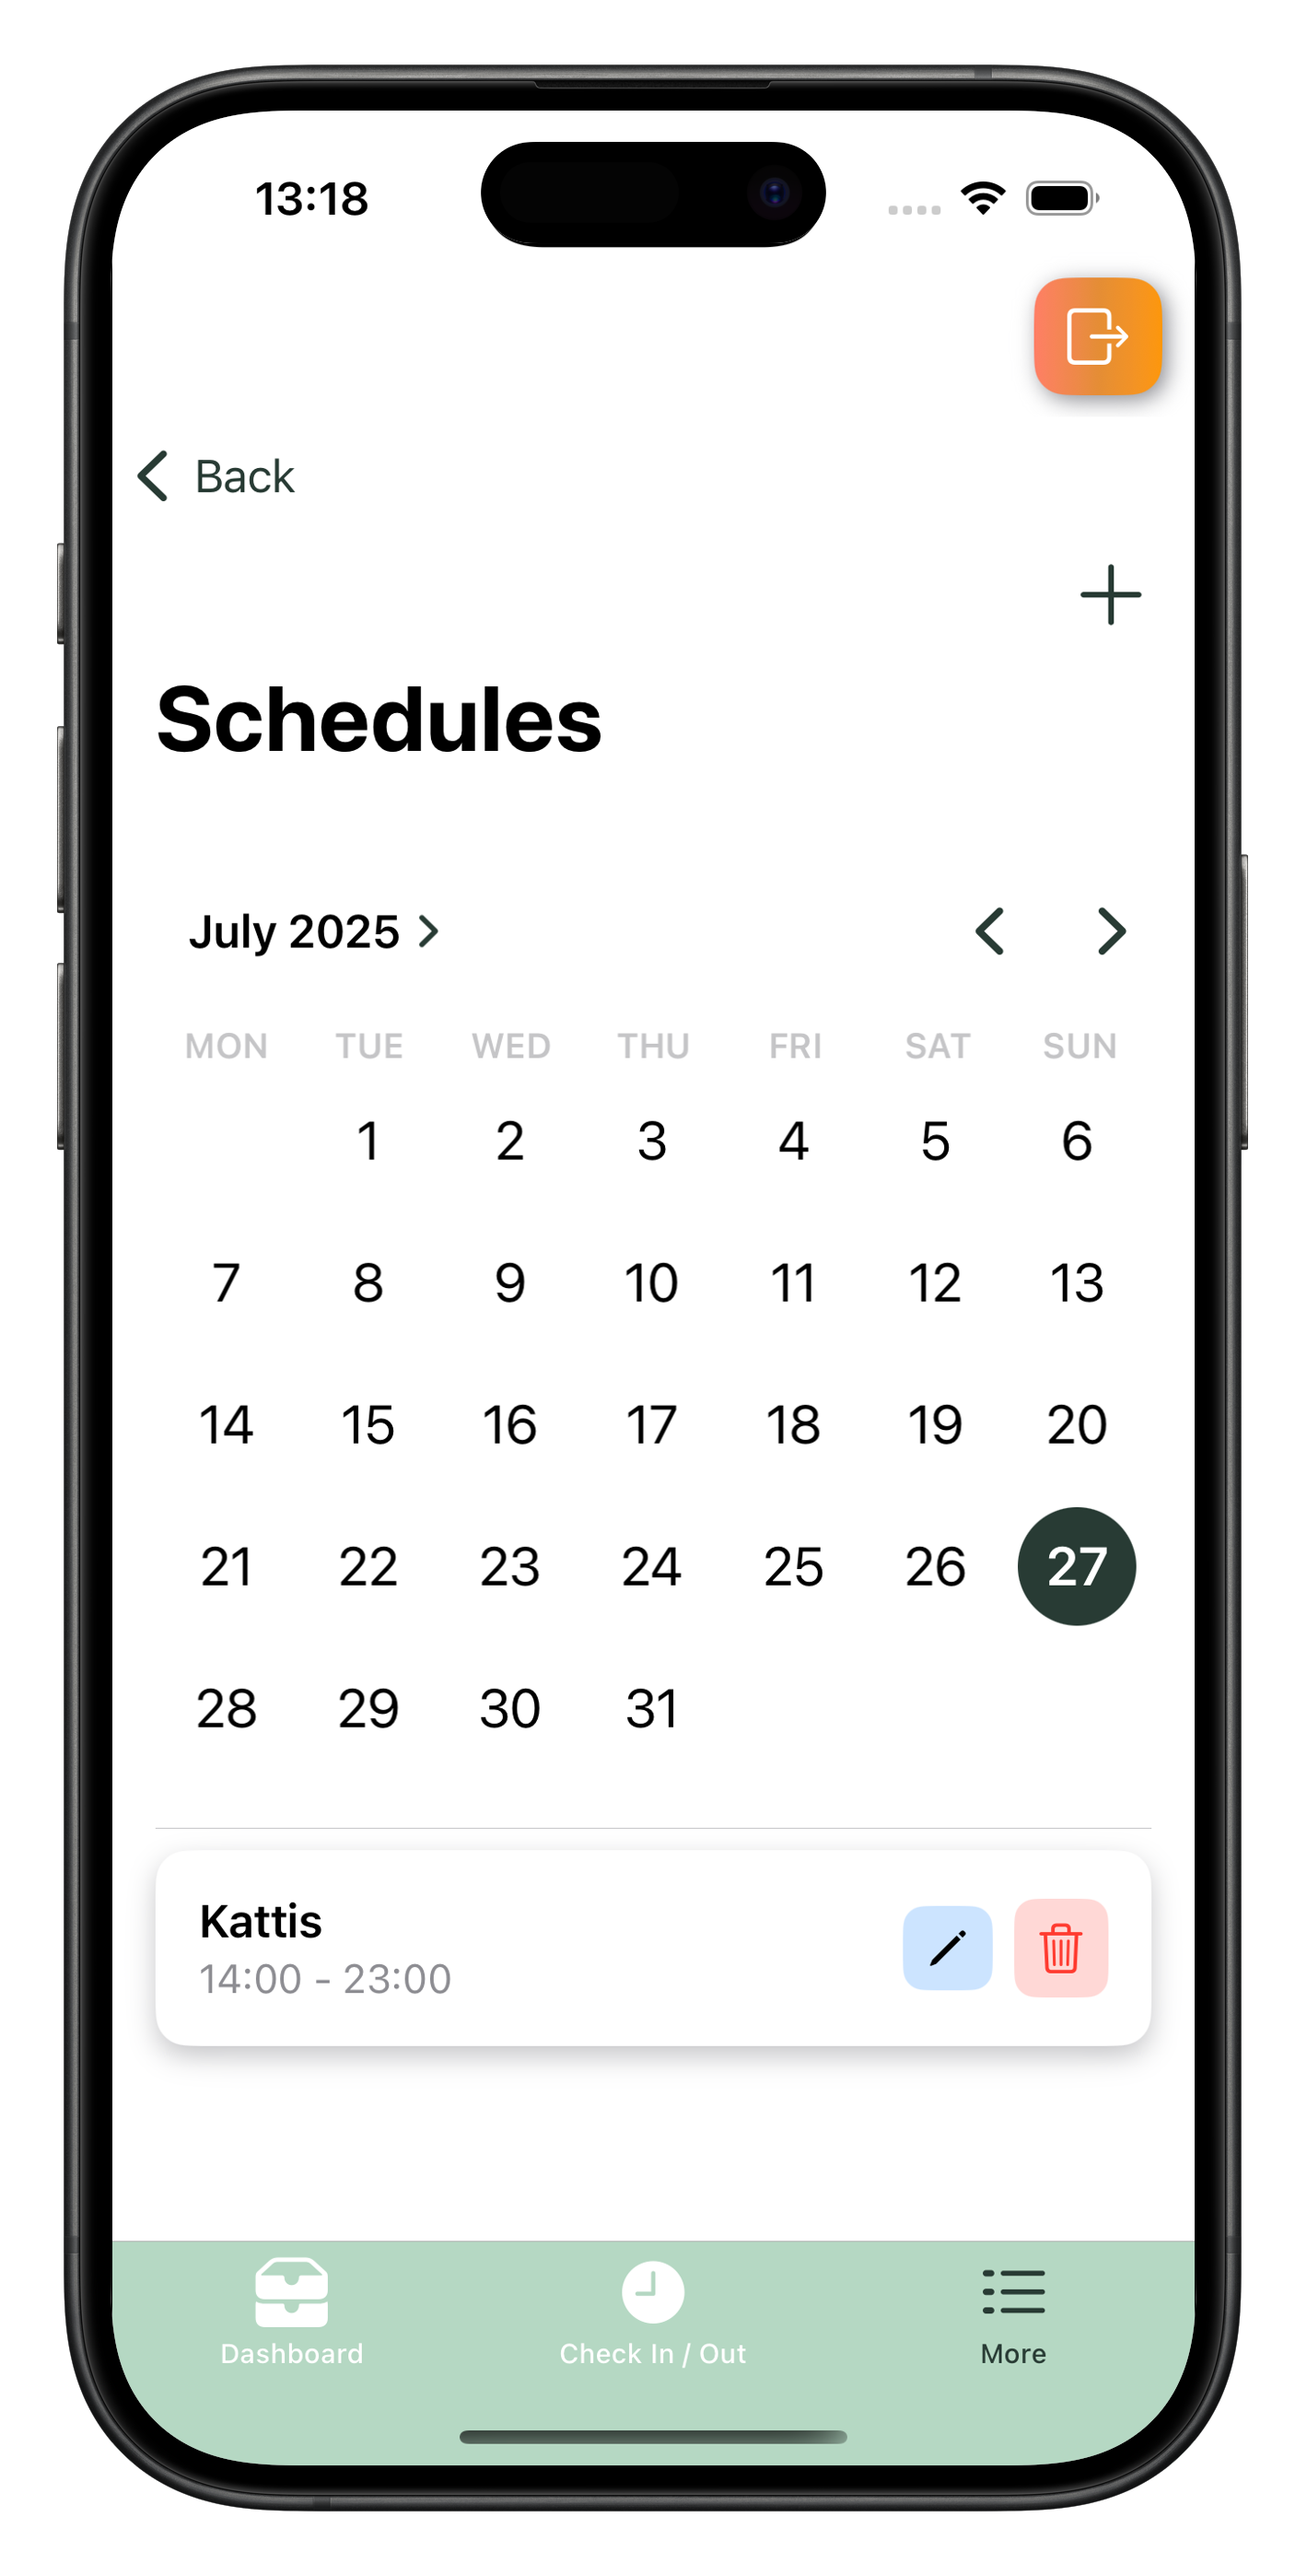 13:18
Back
Schedules
July 2025
MON TUE WED THU FRI SAT SUN
1 2 3 4 5 6
7 8 9 10 11 12 13
14 15 16 17 18 19 20
21 22 23 24 25 26 27
28 29 30 31
Kattis
14:00 - 23:00
Dashboard Check In / Out More